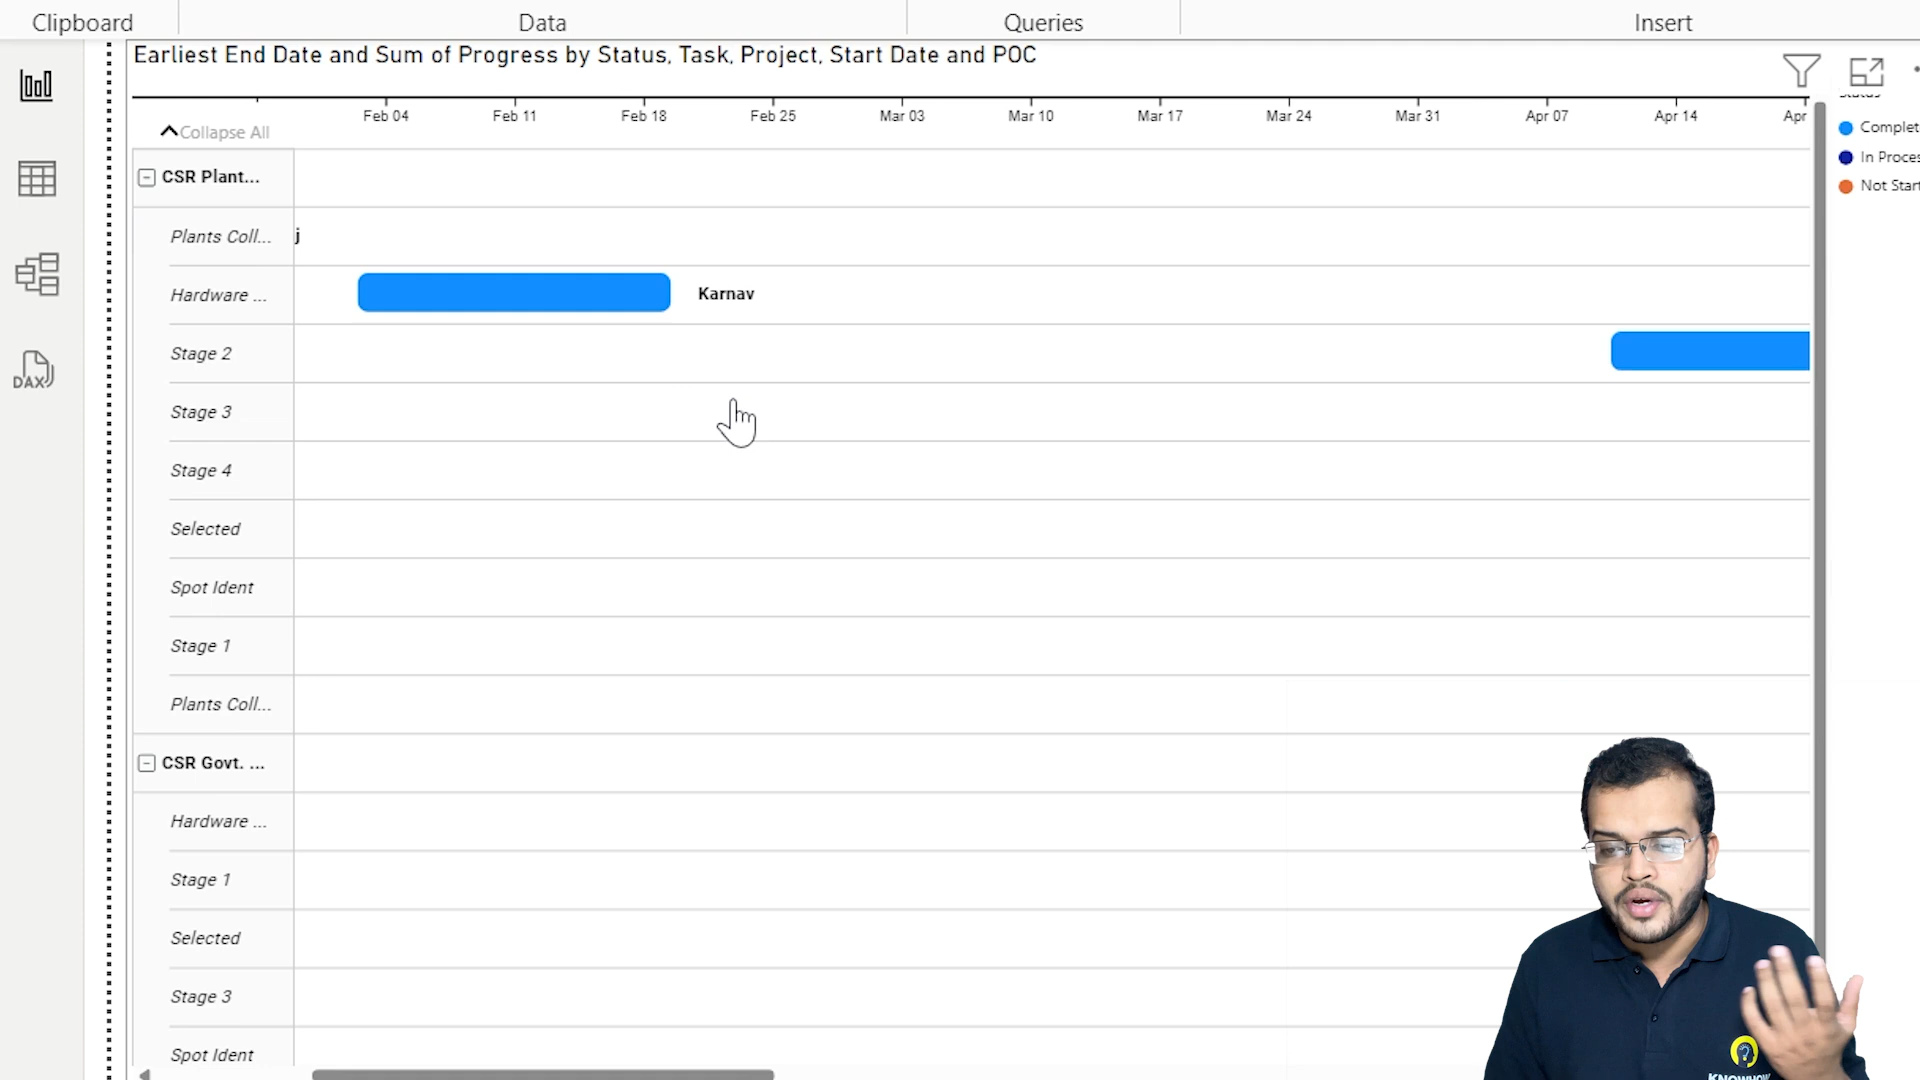 Clipboard
Data
Queries
Insert
Earliest End Date and Sum of Progress by Status, Task, Project, Start Date and POC
Feb 04
Feb 11
Feb 18
Feb 25
Mar 03
Mar 10
Mar 17
Mar 24
Mar 31
Apr 07
Apr 14
Apr
Collapse All
Complet
In Proces
Not Start
CSR Plant...
Plants Coll...
j
Hardware ...
Karnav
Stage 2
Stage 3
Stage 4
Selected
Spot Ident
Stage 1
Plants Coll...
CSR Govt. ...
Hardware ...
Stage 1
Selected
Stage 3
Spot Ident
DAX